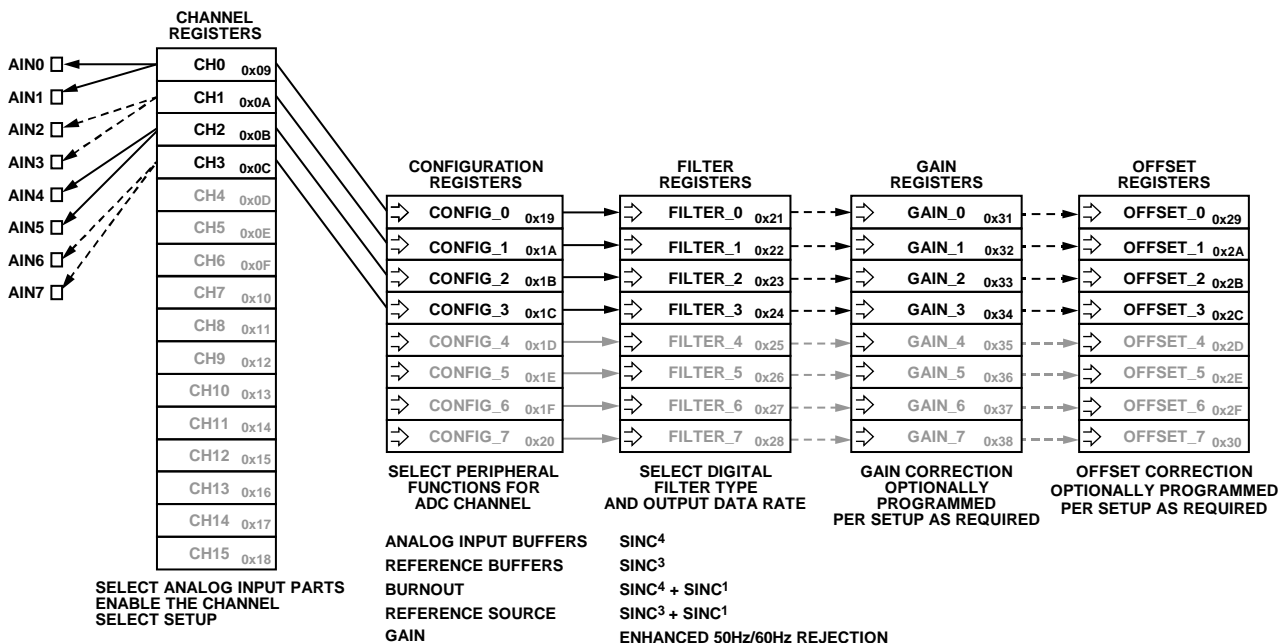 CHANNEL
REGISTERS
AIN0
AIN1
AIN2
AIN3
AIN4
AIN5
AIN6
AIN7
CH0 0x09
CH1 0x0A
CH2 0x0B
CH3 0x0C
CH4 0x0D
CH5 0x0E
CH6 0x0F
CH7 0x10
CH8 0x11
CH9 0x12
CH10 0x13
CH11 0x14
CH12 0x15
CH13 0x16
CH14 0x17
CH15 0x18
SELECT ANALOG INPUT PARTS
ENABLE THE CHANNEL
SELECT SETUP
CONFIGURATION
REGISTERS
CONFIG_0 0x19
CONFIG_1 0x1A
CONFIG_2 0x1B
CONFIG_3 0x1C
CONFIG_4 0x1D
CONFIG_5 0x1E
CONFIG_6 0x1F
CONFIG_7 0x20
SELECT PERIPHERAL
FUNCTIONS FOR
ADC CHANNEL
ANALOG INPUT BUFFERS
REFERENCE BUFFERS
BURNOUT
REFERENCE SOURCE
GAIN
FILTER
REGISTERS
FILTER_0 0x21
FILTER_1 0x22
FILTER_2 0x23
FILTER_3 0x24
FILTER_4 0x25
FILTER_5 0x26
FILTER_6 0x27
FILTER_7 0x28
SELECT DIGITAL
FILTER TYPE
AND OUTPUT DATA RATE
SINC4
SINC3
SINC4 + SINC1
SINC3 + SINC1
ENHANCED 50Hz/60Hz REJECTION
GAIN
REGISTERS
GAIN_0 0x31
GAIN_1 0x32
GAIN_2 0x33
GAIN_3 0x34
GAIN_4 0x35
GAIN_5 0x36
GAIN_6 0x37
GAIN_7 0x38
GAIN CORRECTION
OPTIONALLY
PROGRAMMED
PER SETUP AS REQUIRED
OFFSET
REGISTERS
OFFSET_0 0x29
OFFSET_1 0x2A
OFFSET_2 0x2B
OFFSET_3 0x2C
OFFSET_4 0x2D
OFFSET_5 0x2E
OFFSET_6 0x2F
OFFSET_7 0x30
OFFSET CORRECTION
OPTIONALLY PROGRAMMED
PER SETUP AS REQUIRED